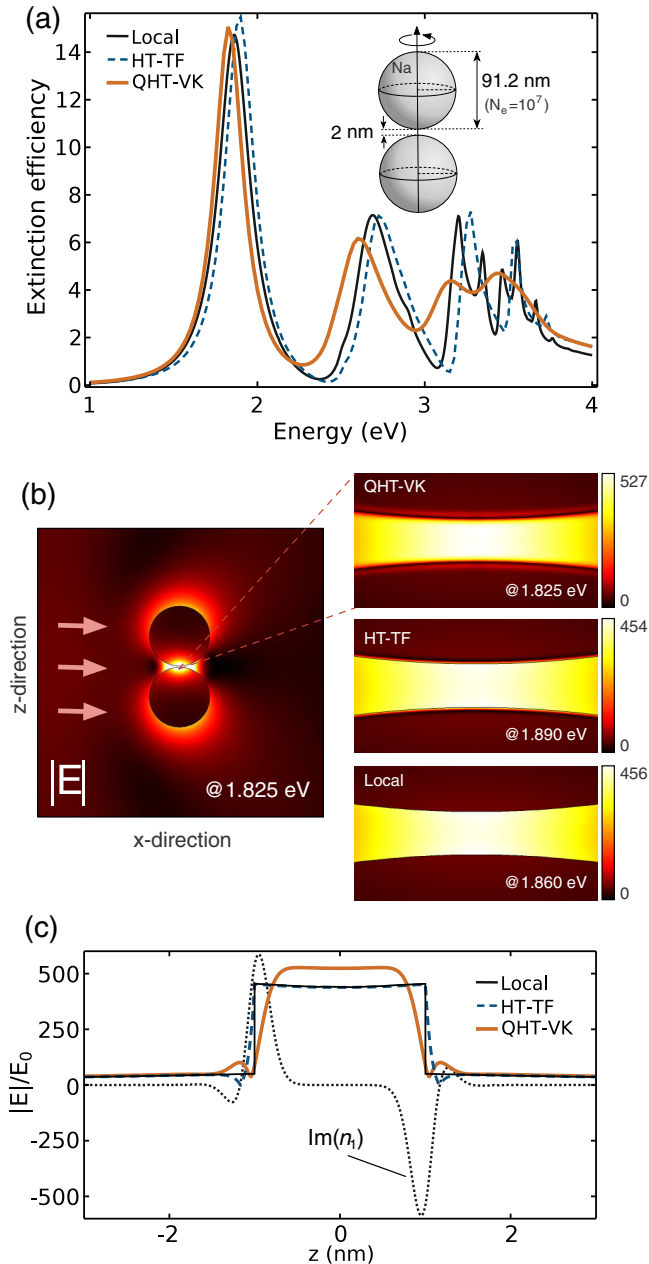 (a)
Local
HT-TF
QHT-VK
Na
91.2 nm
(Nₑ=10⁷)
2 nm
Extinction efficiency
14
12
10
8
6
4
2
0
1
2
3
4
Energy (eV)
(b)
z-direction
|E|
@1.825 eV
x-direction
QHT-VK
@1.825 eV
527
0
HT-TF
@1.890 eV
454
0
Local
@1.860 eV
456
0
(c)
|E|/E₀
500
250
0
-250
-500
Local
HT-TF
QHT-VK
Im(n₁)
-2
0
2
z (nm)